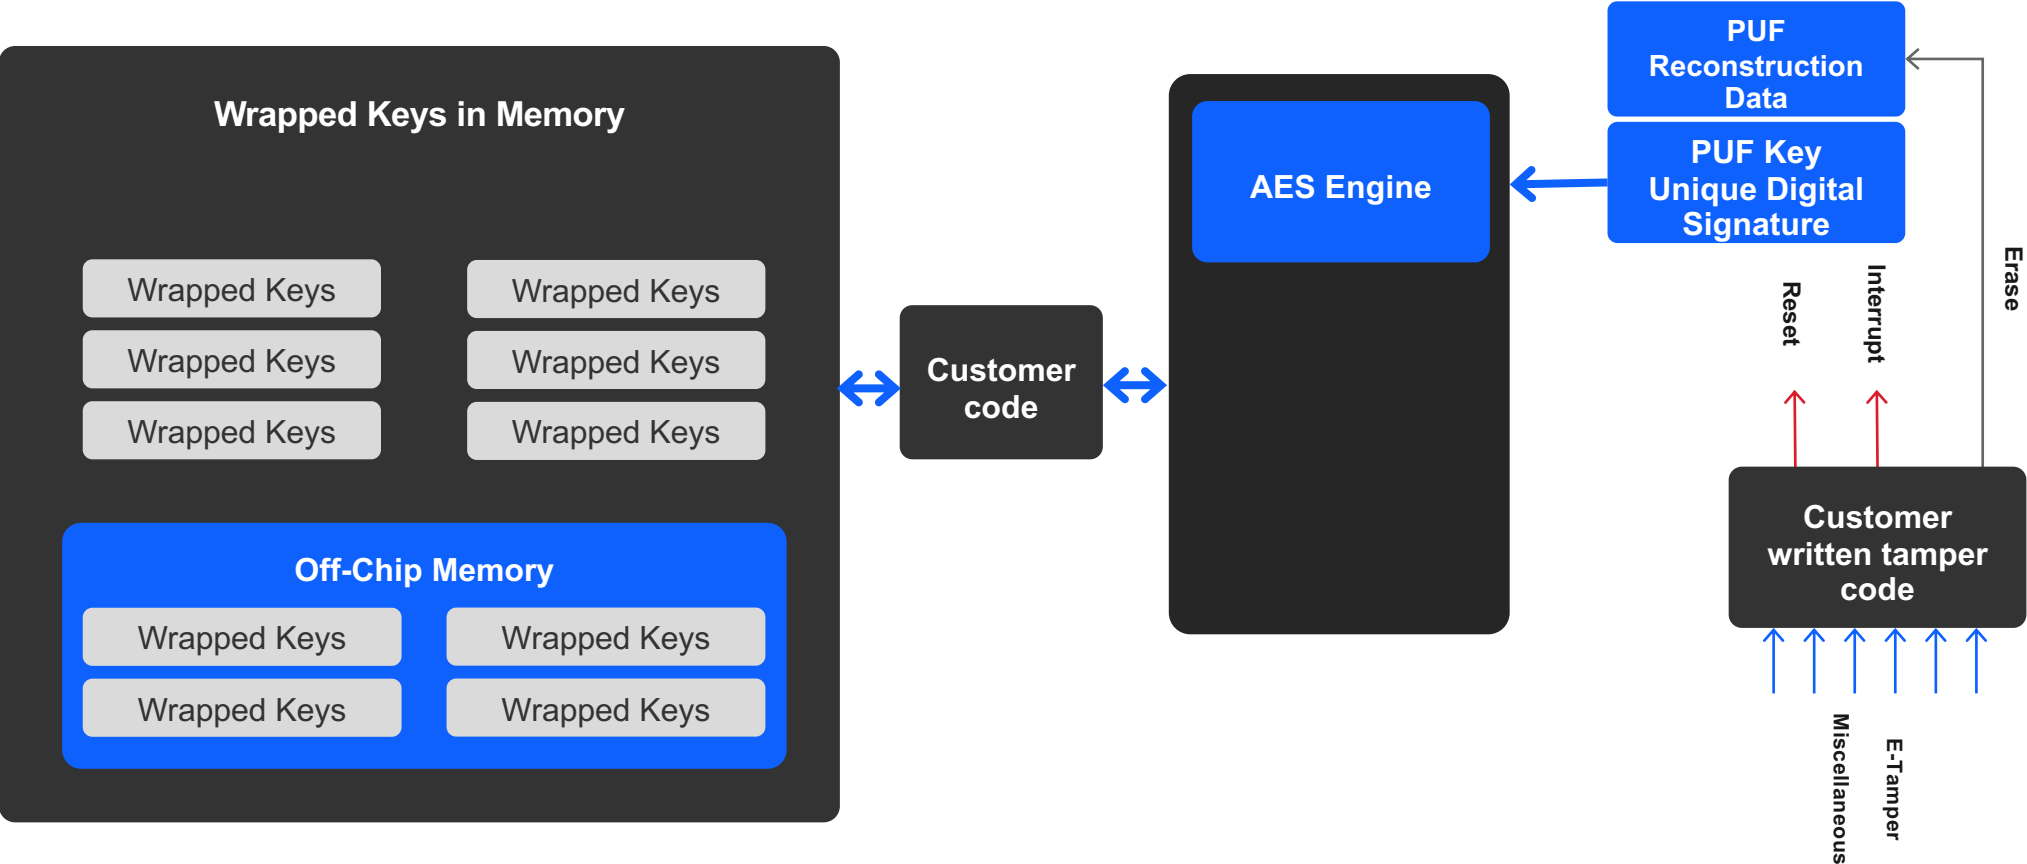 Wrapped Keys in Memory
Wrapped Keys
Wrapped Keys
Wrapped Keys
Wrapped Keys
Wrapped Keys
Wrapped Keys
Off-Chip Memory
Wrapped Keys
Wrapped Keys
Wrapped Keys
Wrapped Keys
Customer
code
AES Engine
PUF
Reconstruction
Data
PUF Key
Unique Digital
Signature
Reset
Interrupt
Erase
Customer
written tamper
code
Miscellaneous
E-Tamper